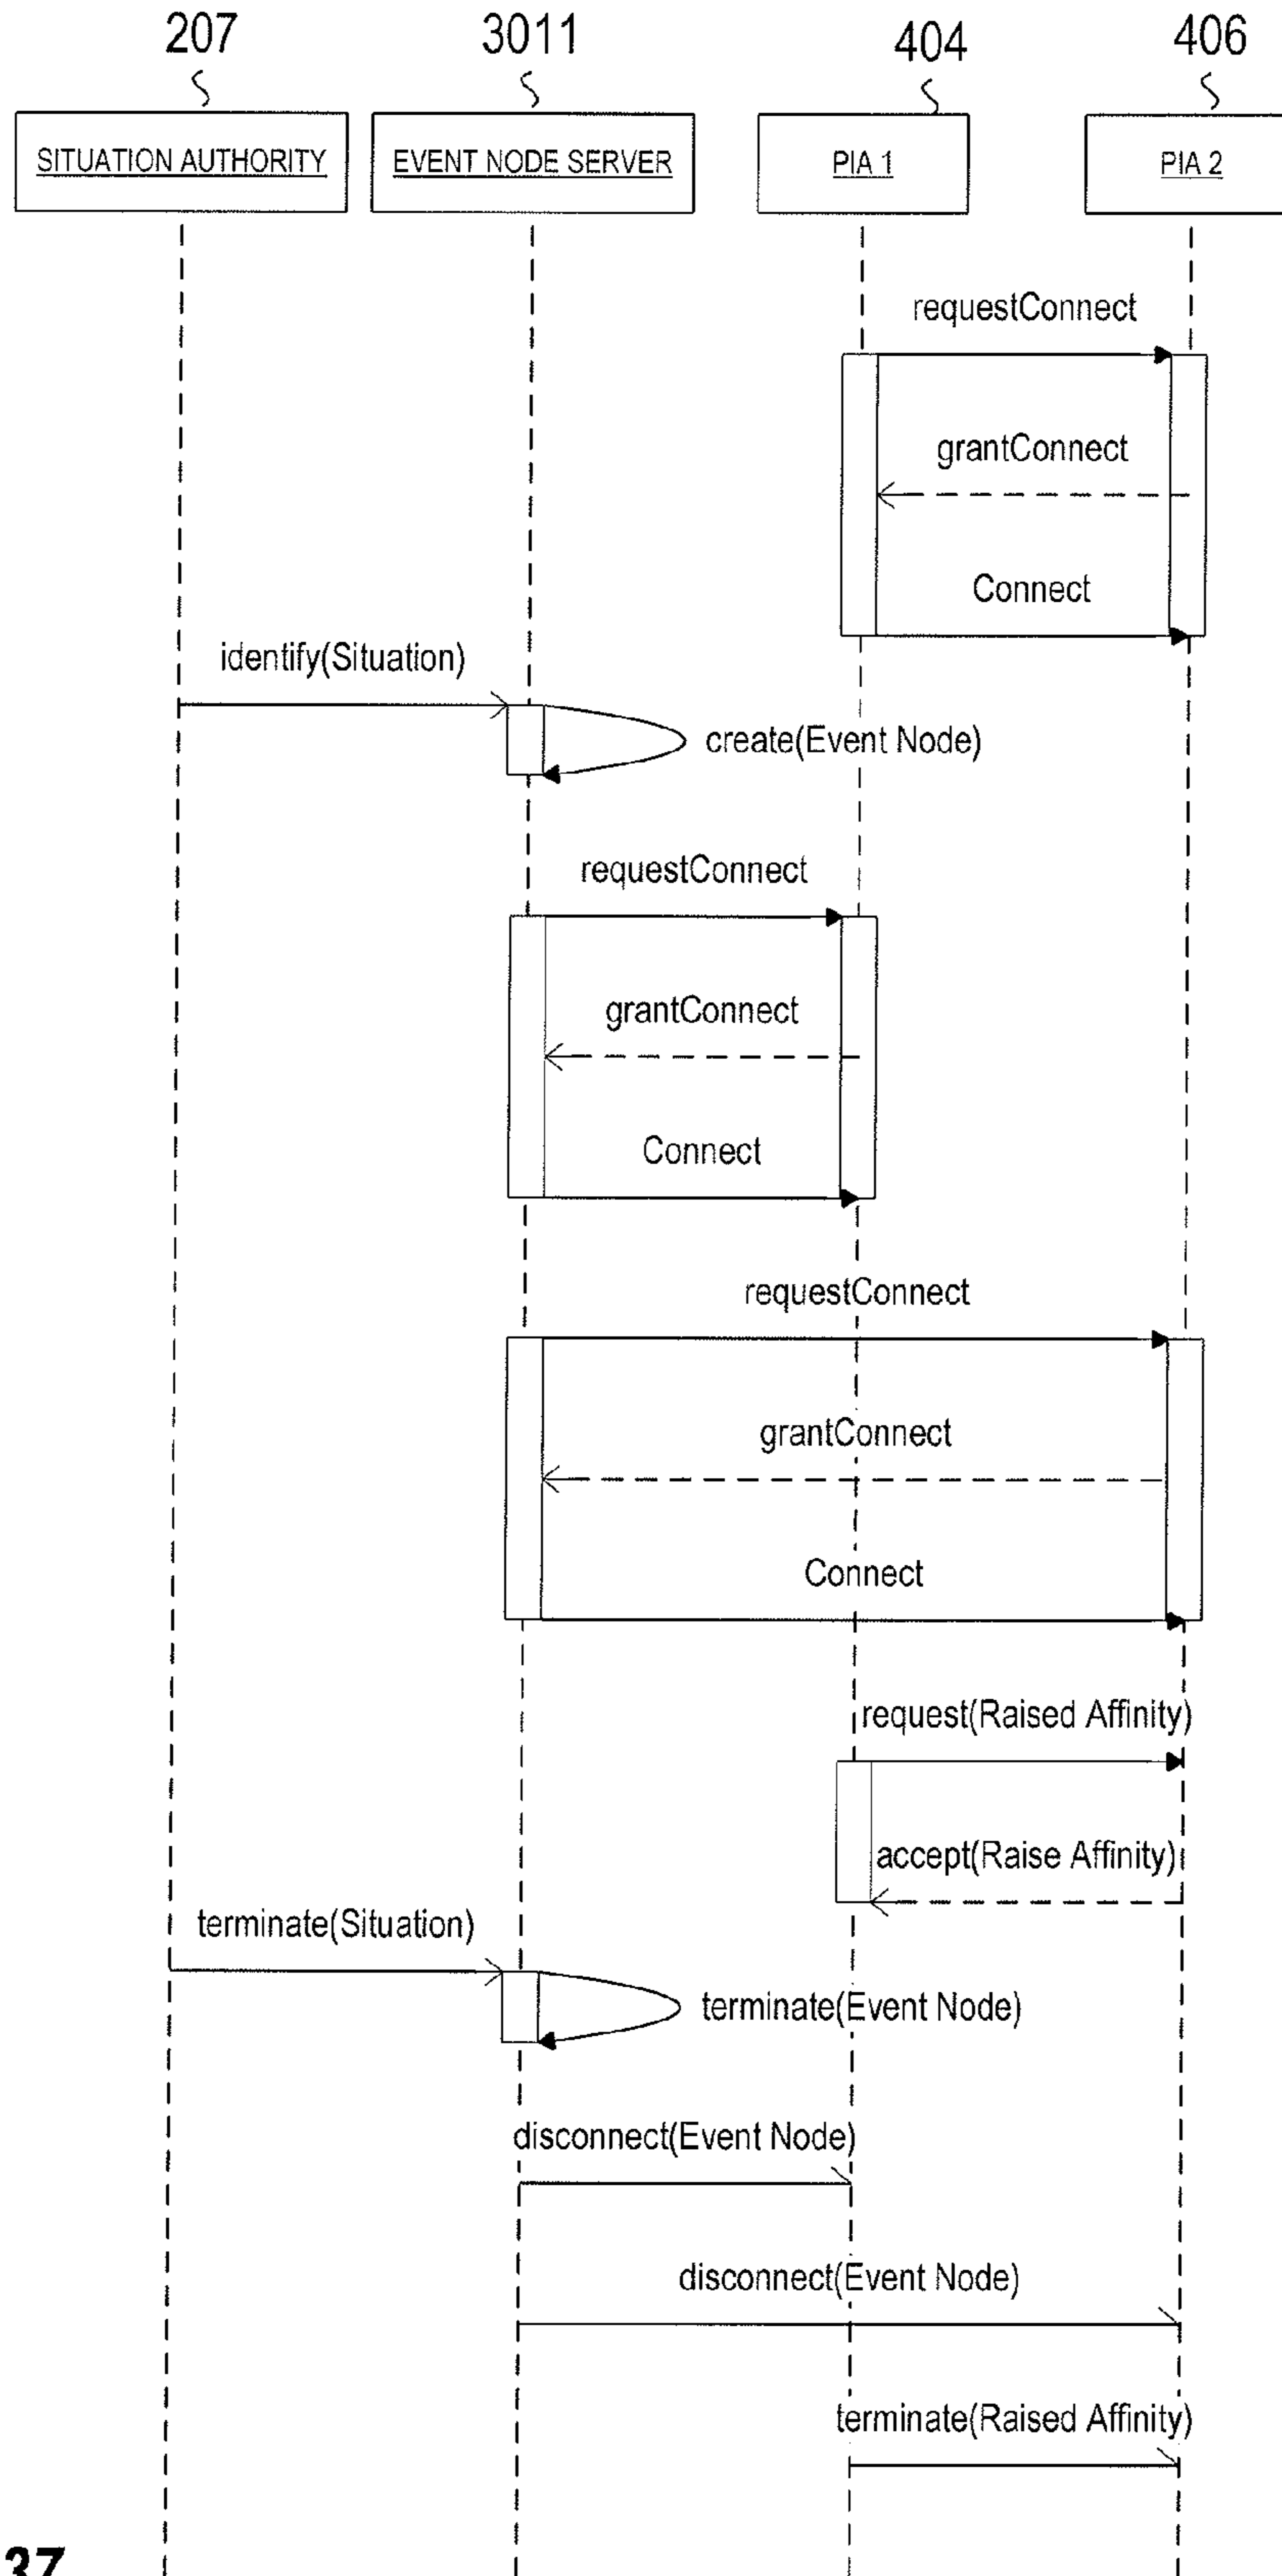 207 3011 404 406
SITUATION AUTHORITY EVENT NODE SERVER PIA 1 PIA 2
requestConnect
grantConnect
Connect
identify(Situation)
create(Event Node)
requestConnect
grantConnect
Connect
requestConnect
grantConnect
Connect
request(Raised Affinity)
accept(Raise Affinity)
terminate(Situation)
terminate(Event Node)
disconnect(Event Node)
disconnect(Event Node)
terminate(Raised Affinity)
37